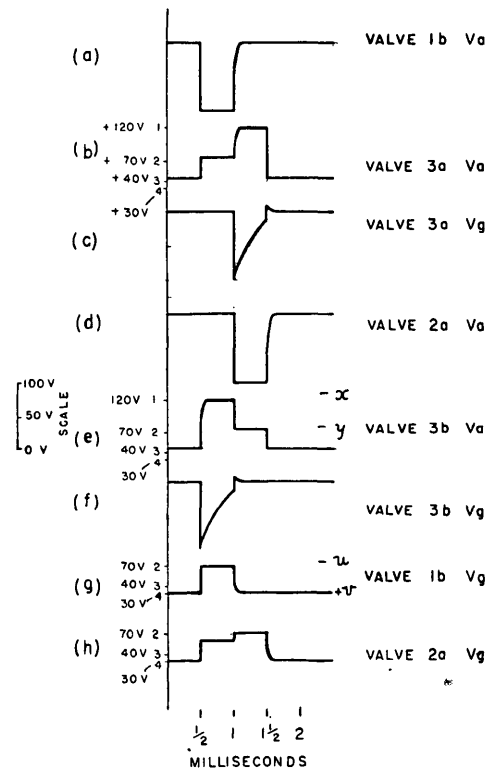 (a) VALVE 1b Va
+ 120V 1
(b)
+ 70V 2
+ 40V 3 VALVE 3a Va
4
+ 30V
(c) VALVE 3a Vg
(d) VALVE 2a Va
100V
50V
0 V
SCALE
120V 1 - x
(e) 70V 2 - y VALVE 3b Va
40V 3
4
30V
(f) VALVE 3b Vg
70V 2 - u
(g) 40V 3 VALVE 1b Vg
30V 4 +v
(h) 70V 2 VALVE 2a Vg
40V 3
4
30V
1/2 1 1 1/2 2
MILLISECONDS